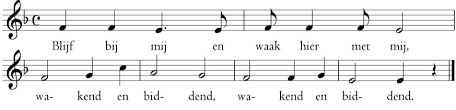 Blijf bij mij en waak hier met mij,
wa- kend en bid- dend, wa- kend en bid- dend.